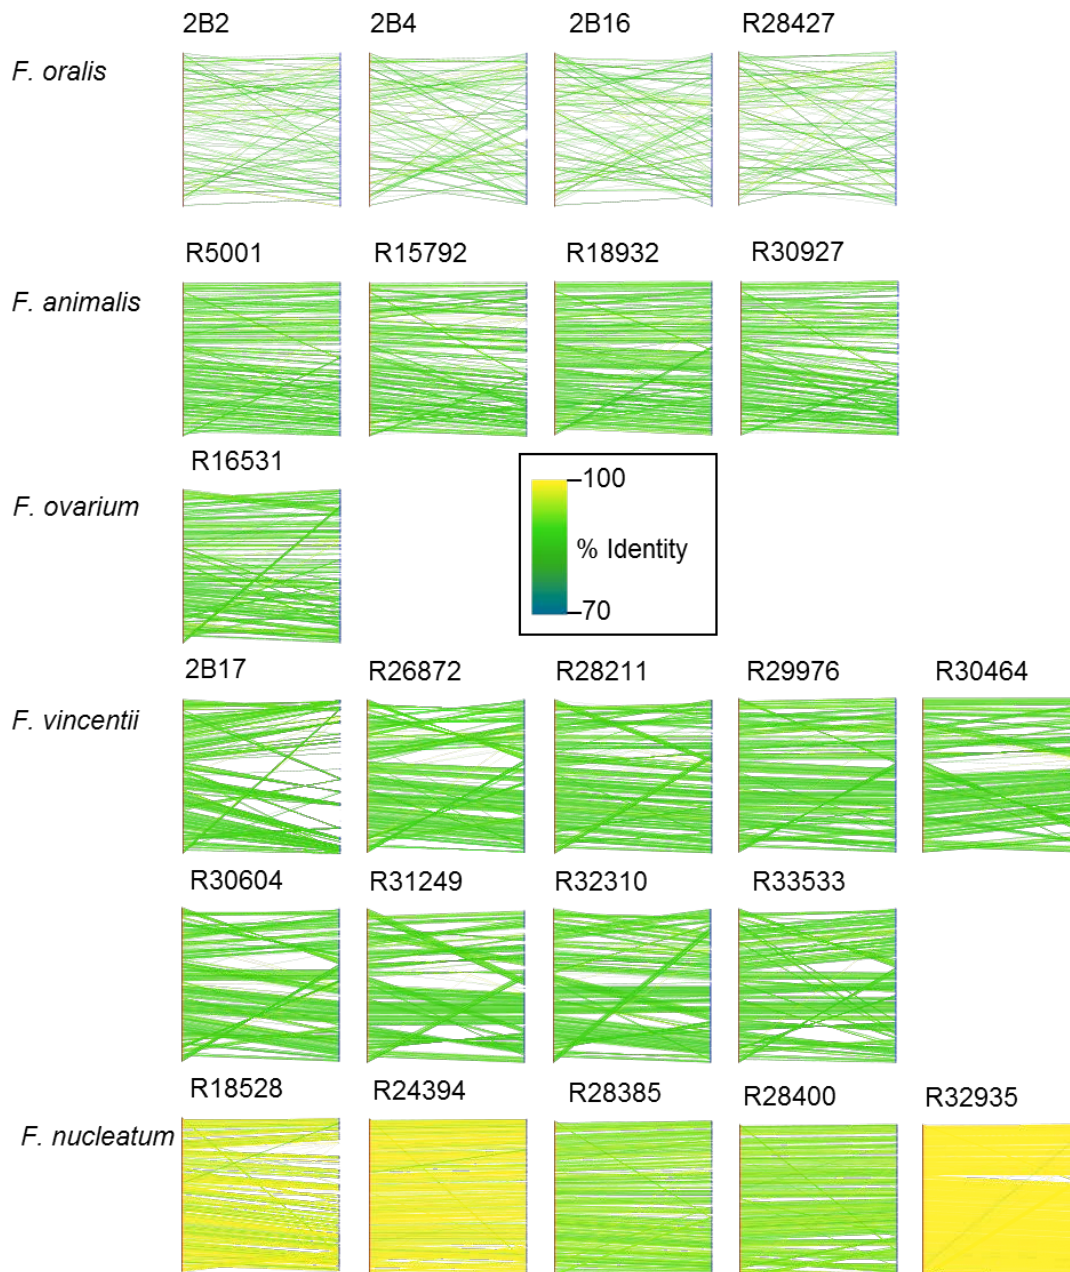 2B2 2B4 2B16 R28427
F. oralis
R5001 R15792 R18932 R30927
F. animalis
R16531
F. ovarium
–100
% Identity
–70
2B17 R26872 R28211 R29976 R30464
F. vincentii
R30604 R31249 R32310 R33533
R18528 R24394 R28385 R28400 R32935
F. nucleatum